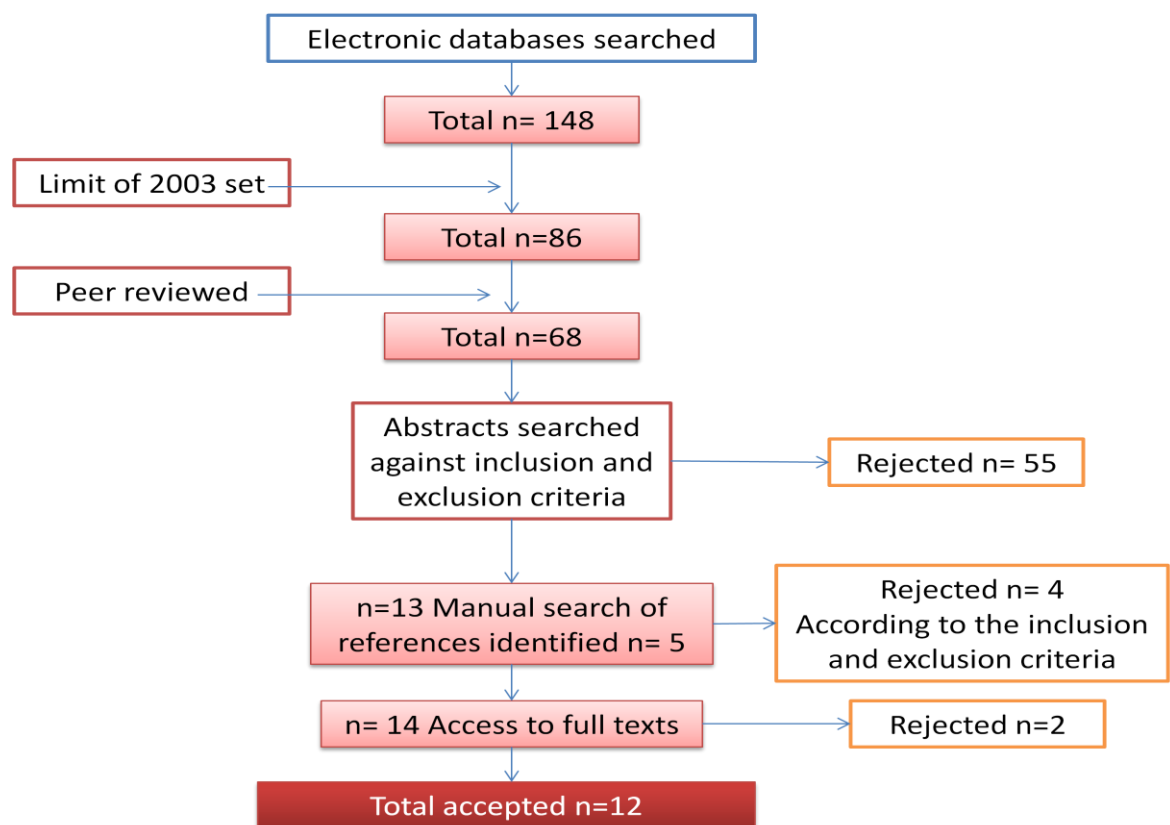 Electronic databases searched
Total n= 148
Limit of 2003 set
Total n=86
Peer reviewed
Total n=68
Abstracts searched
against inclusion and
exclusion criteria
Rejected n= 55
n=13 Manual search of
references identified n= 5
Rejected n= 4
According to the inclusion
and exclusion criteria
n= 14 Access to full texts
Rejected n=2
Total accepted n=12